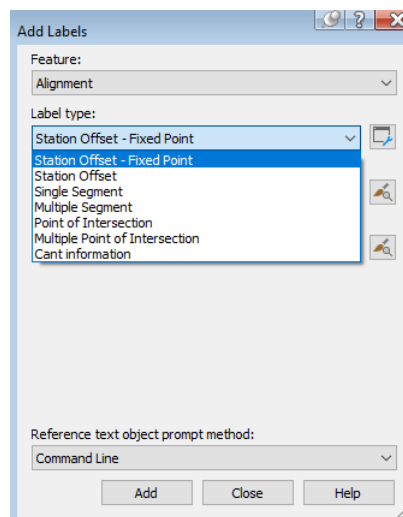 Add Labels
Feature:
Alignment
Label type:
Station Offset - Fixed Point
Station Offset - Fixed Point
Station Offset
Single Segment
Multiple Segment
Point of Intersection
Multiple Point of Intersection
Cant information
Reference text object prompt method:
Command Line
Add Close Help